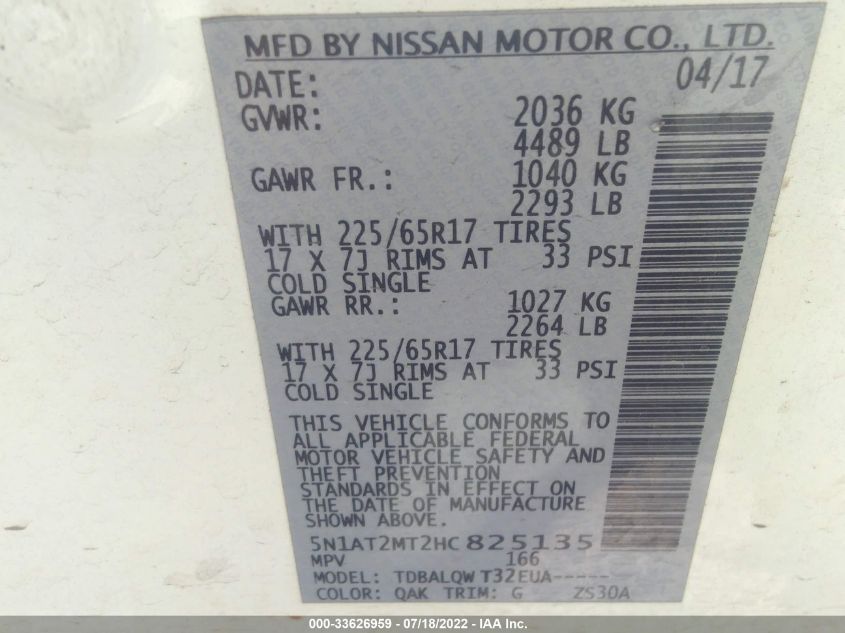 MFD BY NISSAN MOTOR CO., LTD.
DATE: 04/17
GVWR: 2036 KG
4489 LB
GAWR FR.: 1040 KG
2293 LB
WITH 225/65R17 TIRES
17 X 7J RIMS AT 33 PSI
COLD SINGLE
GAWR RR.: 1027 KG
2264 LB
WITH 225/65R17 TIRES
17 X 7J RIMS AT 33 PSI
COLD SINGLE
THIS VEHICLE CONFORMS TO
ALL APPLICABLE FEDERAL
MOTOR VEHICLE SAFETY AND
THEFT PREVENTION
STANDARDS IN EFFECT ON
THE DATE OF MANUFACTURE
SHOWN ABOVE.
5N1AT2MT2HC825135
MPV 166
MODEL: TDBALQW T32EUA-----
COLOR: QAK TRIM: G ZS30A
000-33626959 - 07/18/2022 - IAA Inc.